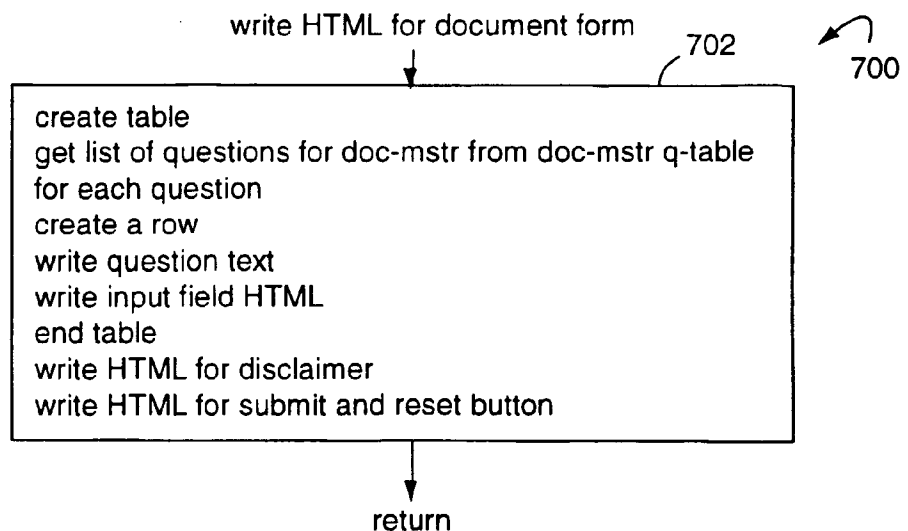 write HTML for document form
702
700
create table
get list of questions for doc-mstr from doc-mstr q-table
for each question
create a row
write question text
write input field HTML
end table
write HTML for disclaimer
write HTML for submit and reset button
return